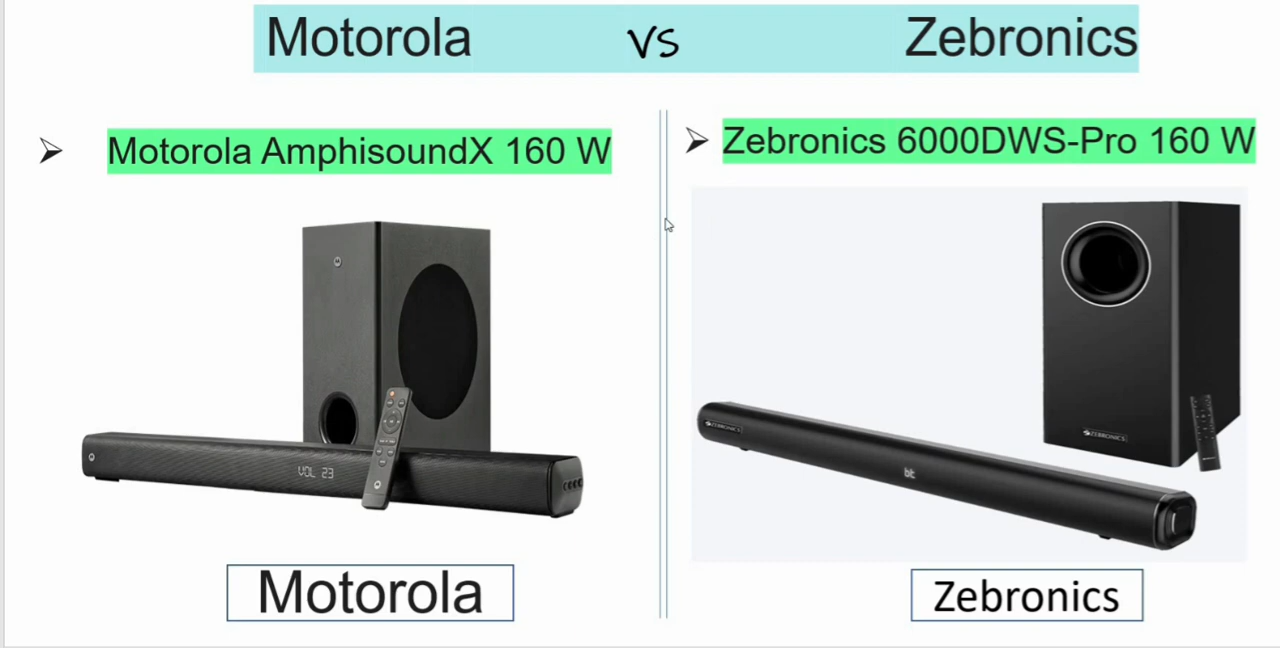 Motorola vs Zebronics
Motorola AmphisoundX 160 W
Zebronics 6000DWS-Pro 160 W
VOL 23
ZEBRONICS
ZEBRONICS
bt
Motorola
Zebronics